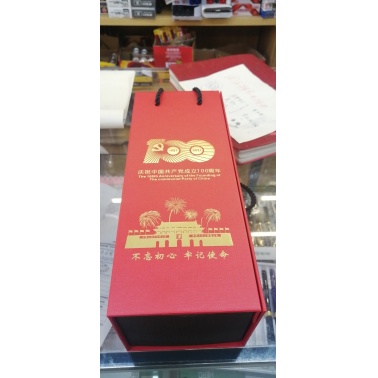 100
庆祝中国共产党成立100周年
The 100th Anniversary of the Founding of
The Communist Party of China
不忘初心 牢记使命